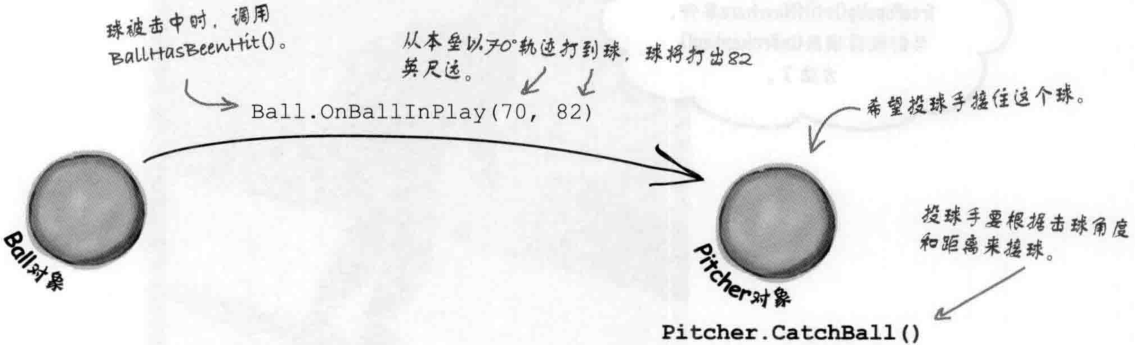 球被击中时，调用
BallHasBeenHit()。
从本垒以70°轨迹打到球，球将打出82
英尺远。
Ball.OnBallInPlay(70, 82)
希望投球手接住这个球。
Ball对象
Pitcher对象
投球手要根据击球角度
和距离来接球。
Pitcher.CatchBall()